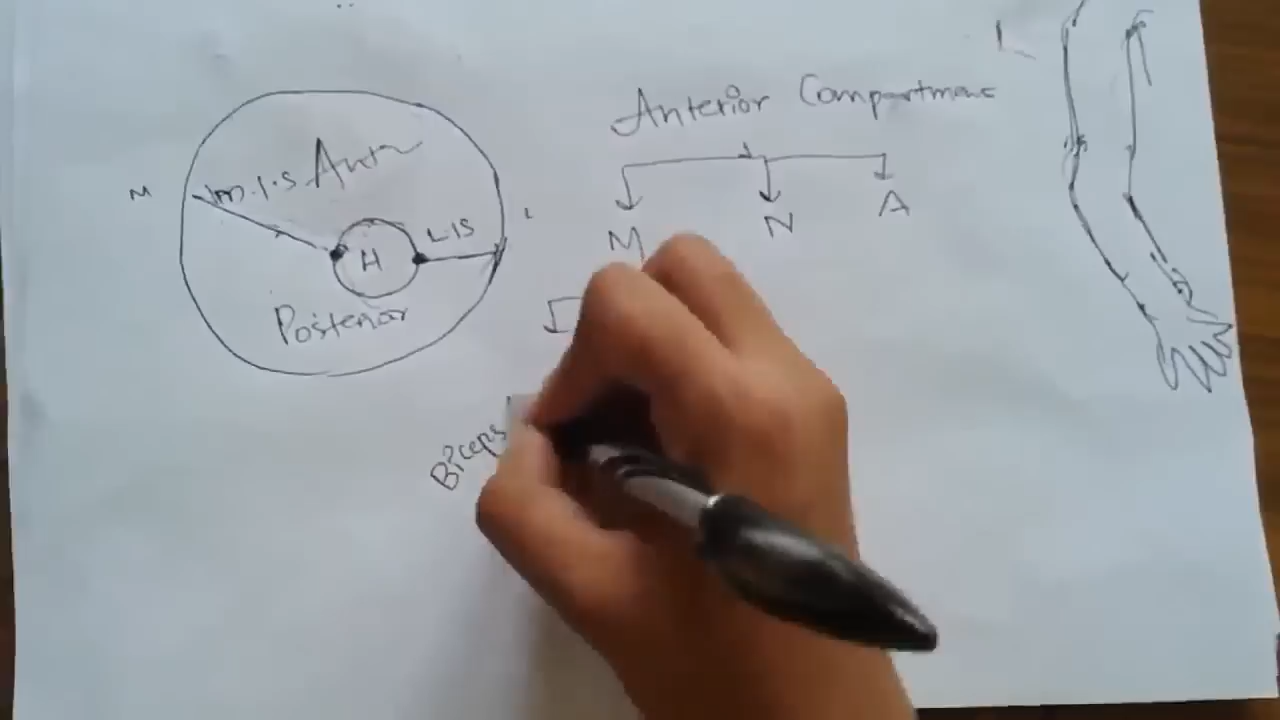 Anterior Compartment
M N A
M
m.I.S. Antr
L.I.S
H
Posterior
Biceps
L